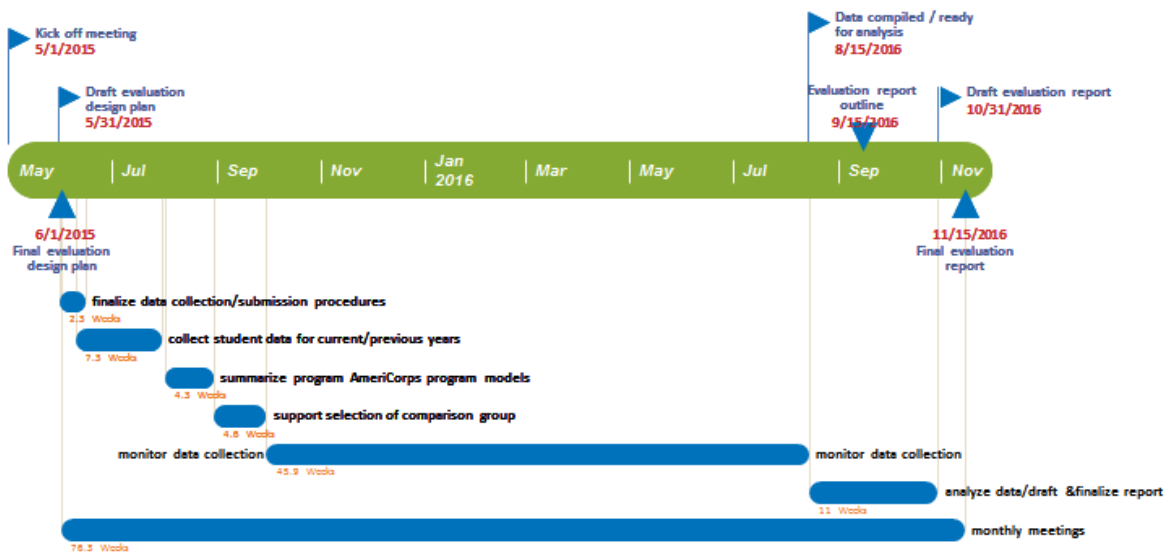 Kick off meeting
5/1/2015
Data compiled / ready
for analysis
8/15/2016
Draft evaluation
design plan
5/31/2015
Evaluation report
outline
9/15/2016
Draft evaluation report
10/31/2016
May
Jul
Sep
Nov
Jan
2016
Mar
May
Jul
Sep
Nov
6/1/2015
Final evaluation
design plan
11/15/2016
Final evaluation
report
finalize data collection/submission procedures
2.3 Weeks
collect student data for current/previous years
7.3 Weeks
summarize program AmeriCorps program models
4.3 Weeks
support selection of comparison group
4.6 Weeks
monitor data collection
monitor data collection
45.9 Weeks
analyze data/draft &finalize report
11 Weeks
monthly meetings
76.3 Weeks